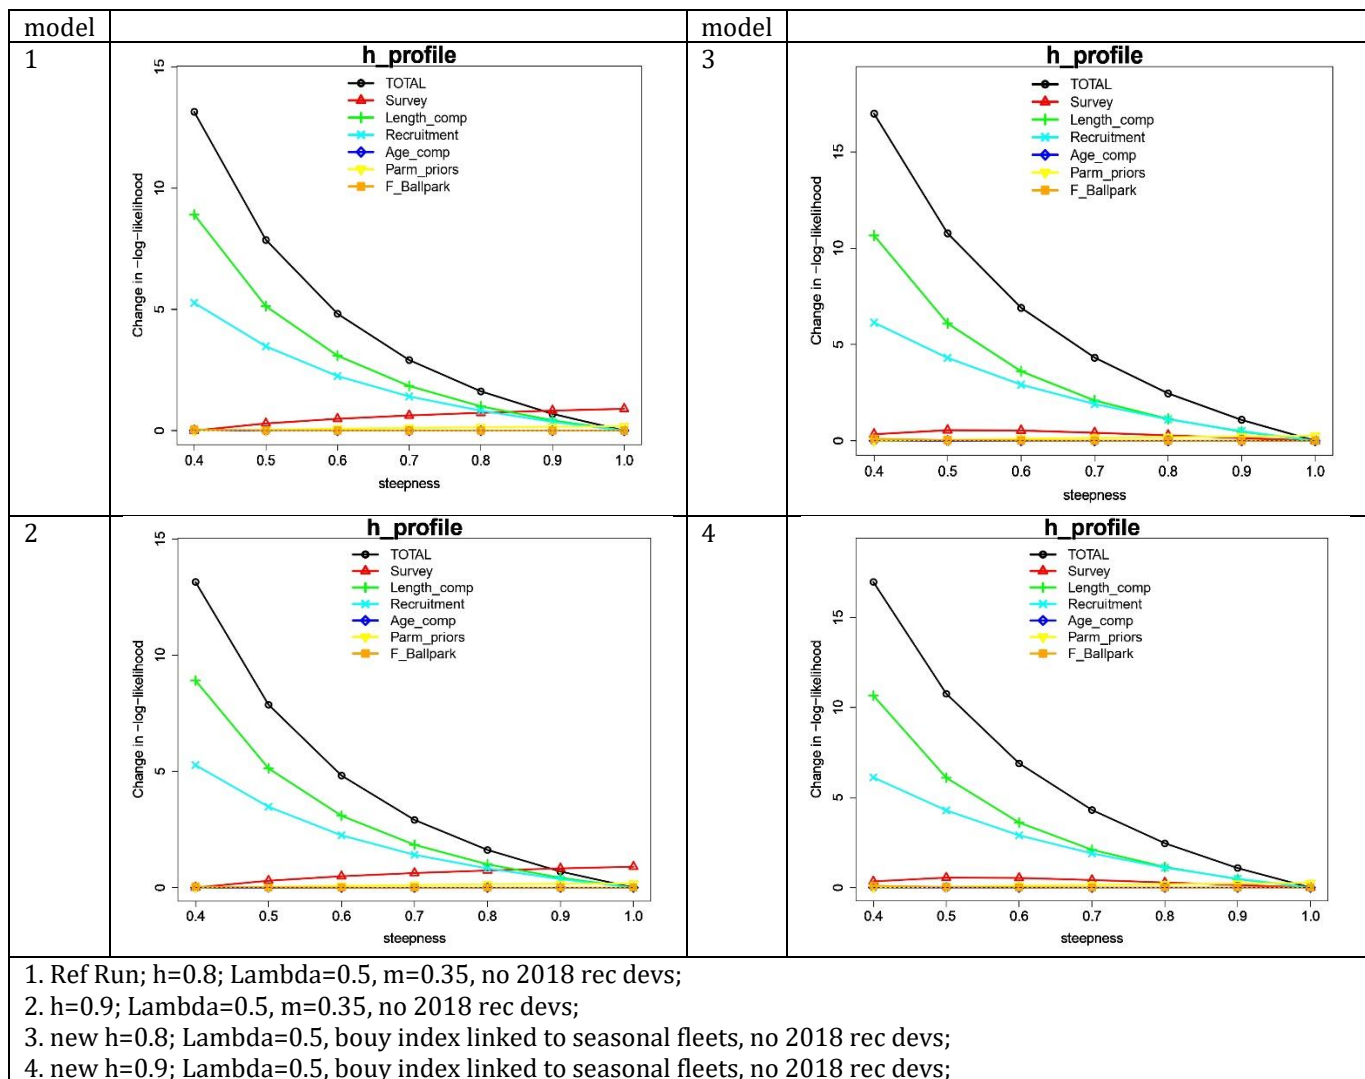 model
model
1
h_profile
TOTAL
Survey
Length_comp
Recruitment
Age_comp
Parm_priors
F_Ballpark
Change in −log−likelihood
15
10
5
0
0.4 0.5 0.6 0.7 0.8 0.9 1.0
steepness
3
h_profile
TOTAL
Survey
Length_comp
Recruitment
Age_comp
Parm_priors
F_Ballpark
Change in −log−likelihood
15
10
5
0
0.4 0.5 0.6 0.7 0.8 0.9 1.0
steepness
2
h_profile
TOTAL
Survey
Length_comp
Recruitment
Age_comp
Parm_priors
F_Ballpark
Change in −log−likelihood
15
10
5
0
0.4 0.5 0.6 0.7 0.8 0.9 1.0
steepness
4
h_profile
TOTAL
Survey
Length_comp
Recruitment
Age_comp
Parm_priors
F_Ballpark
Change in −log−likelihood
15
10
5
0
0.4 0.5 0.6 0.7 0.8 0.9 1.0
steepness
1. Ref Run; h=0.8; Lambda=0.5, m=0.35, no 2018 rec devs;
2. h=0.9; Lambda=0.5, m=0.35, no 2018 rec devs;
3. new h=0.8; Lambda=0.5, bouy index linked to seasonal fleets, no 2018 rec devs;
4. new h=0.9; Lambda=0.5, bouy index linked to seasonal fleets, no 2018 rec devs;